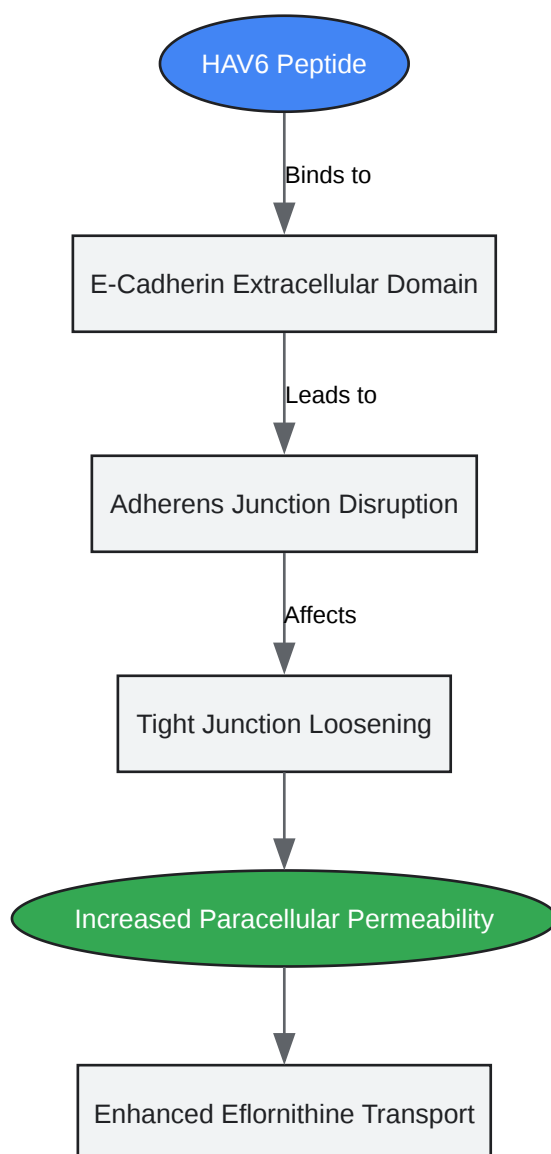 HAV6 Peptide
Binds to
E-Cadherin Extracellular Domain
Leads to
Adherens Junction Disruption
Affects
Tight Junction Loosening
Increased Paracellular Permeability
Enhanced Eflornithine Transport